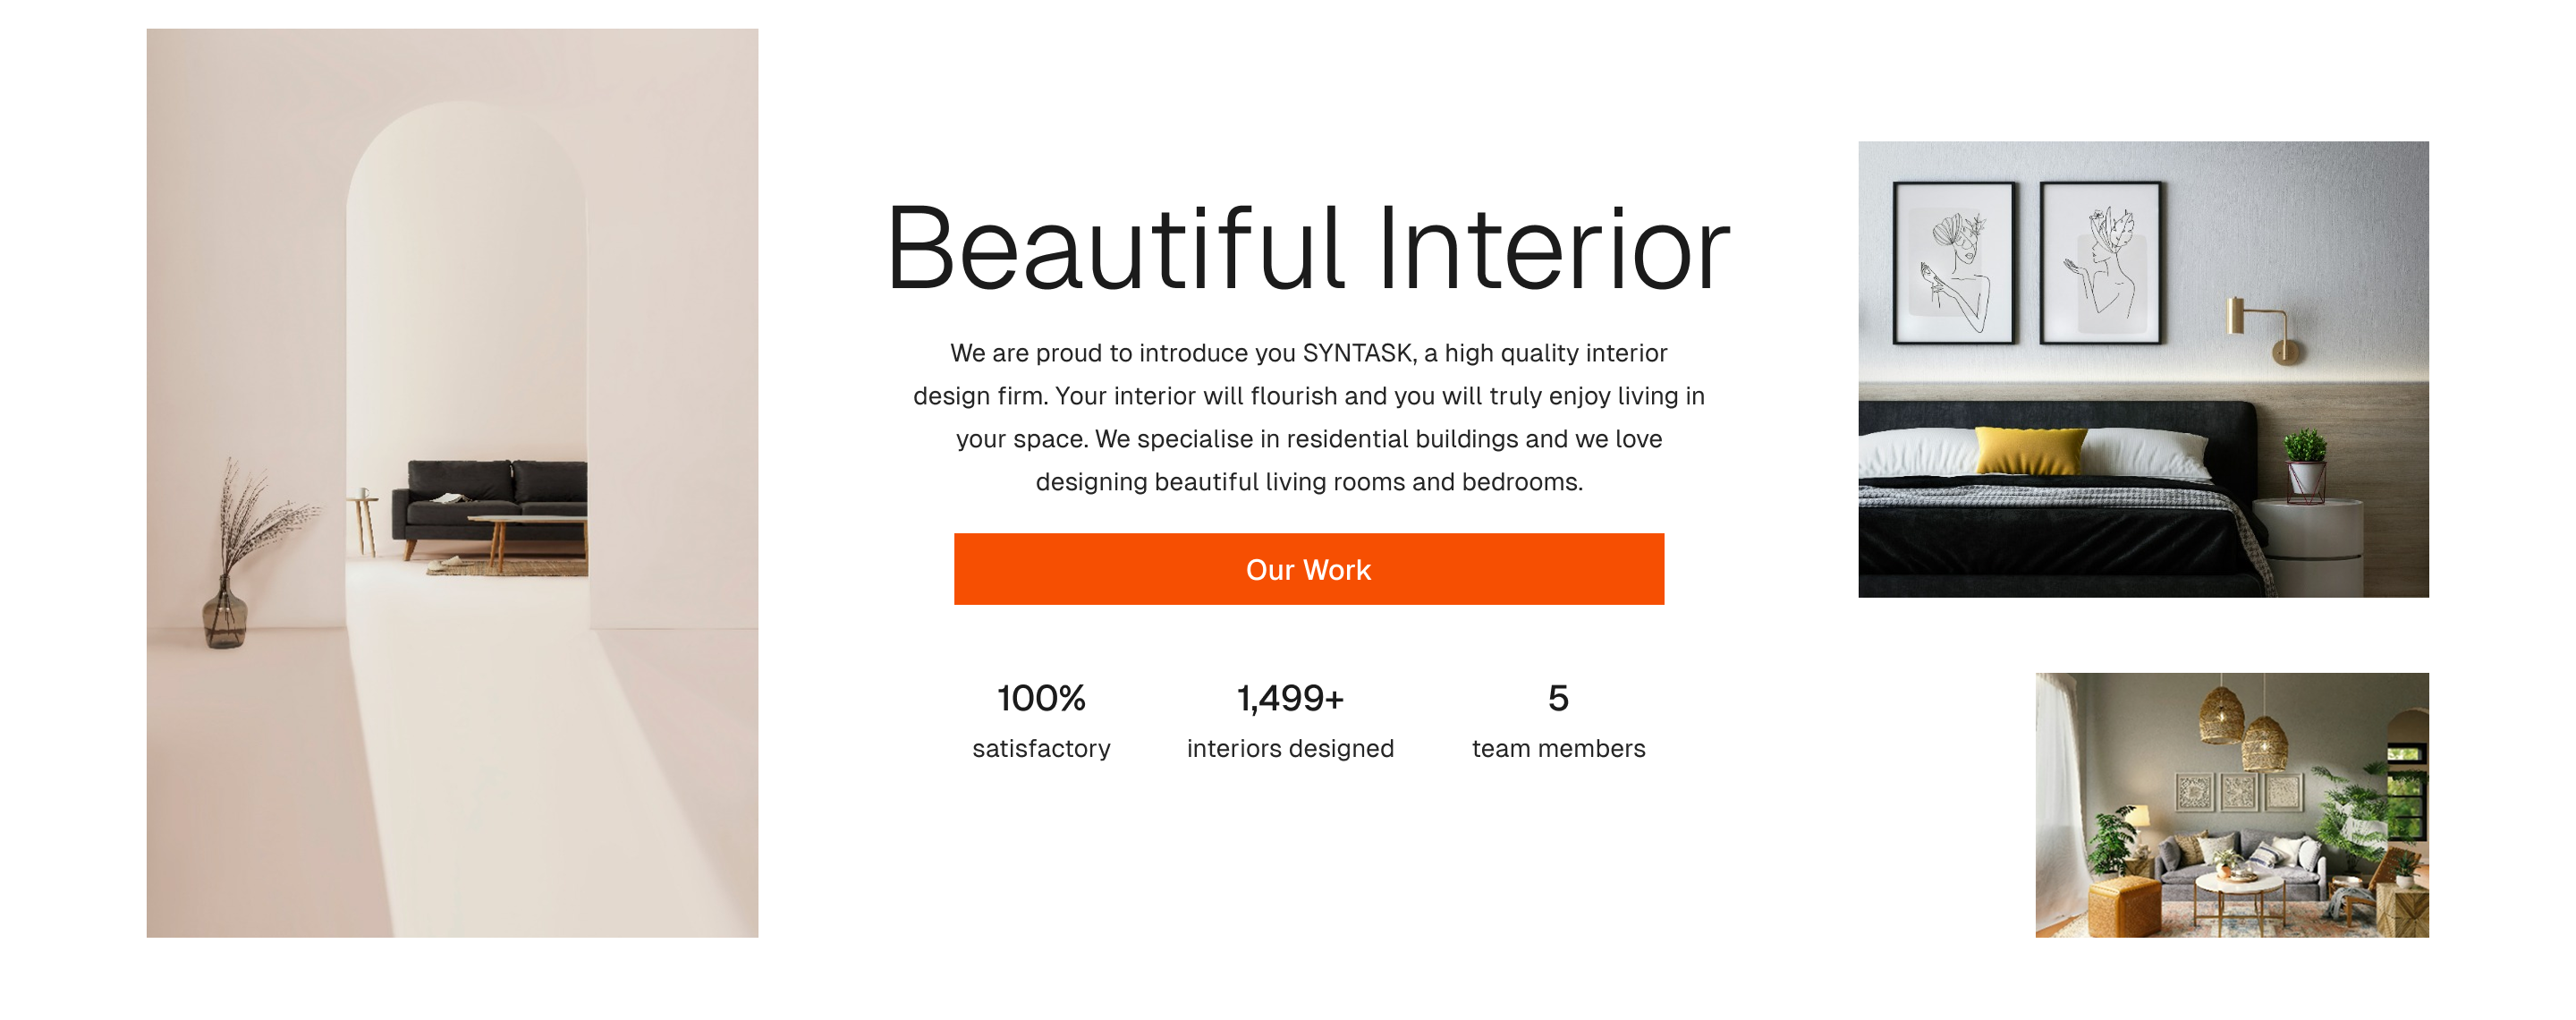 Beautiful Interior
We are proud to introduce you SYNTASK, a high quality interior
design firm. Your interior will flourish and you will truly enjoy living in
your space. We specialise in residential buildings and we love
designing beautiful living rooms and bedrooms.
Our Work
100%
satisfactory
1,499+
interiors designed
5
team members